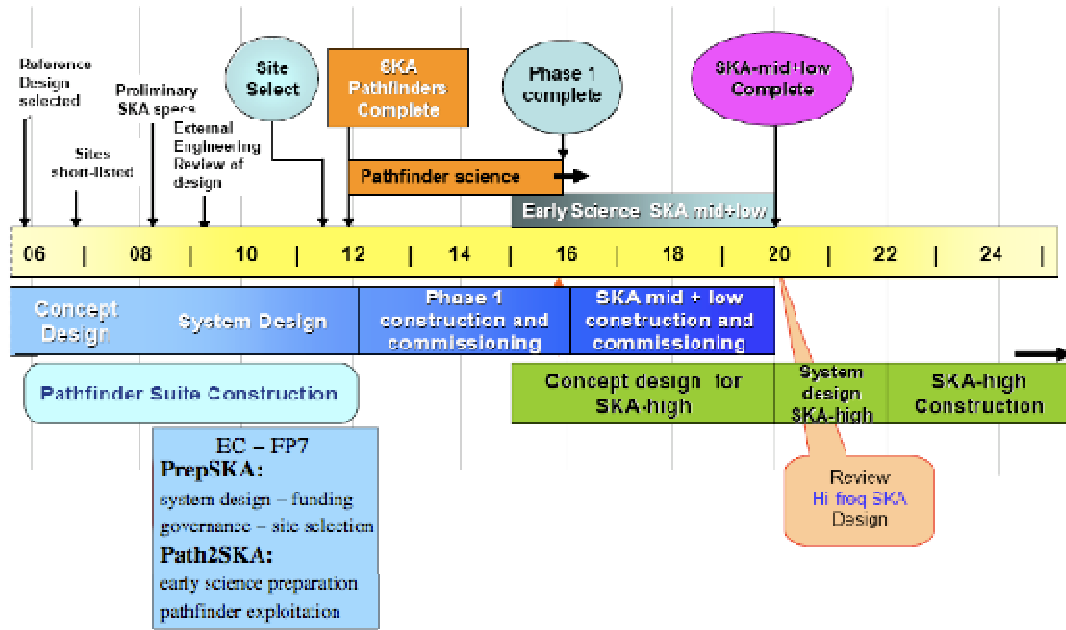 Reference
Design
selected
Sites
short-listed
Preliminary
SKA specs
External
Engineering
Review of
design
Site
Select
SKA
Pathfinders
Complete
Phase 1
complete
SKA-mid+low
Complete
Pathfinder science
Early Science SKA mid+low
06 | 08 | 10 | 12 | 14 | 16 | 18 | 20 | 22 | 24 |
Concept
Design
System Design
Phase 1
construction and
commissioning
SKA mid + low
construction and
commissioning
Pathfinder Suite Construction
Concept design for
SKA-high
System
design
SKA-high
SKA-high
Construction
EC – FP7
PrepSKA:
system design – funding
governance – site selection
Path2SKA:
early science preparation
pathfinder exploitation
Review
Hi freq SKA
Design